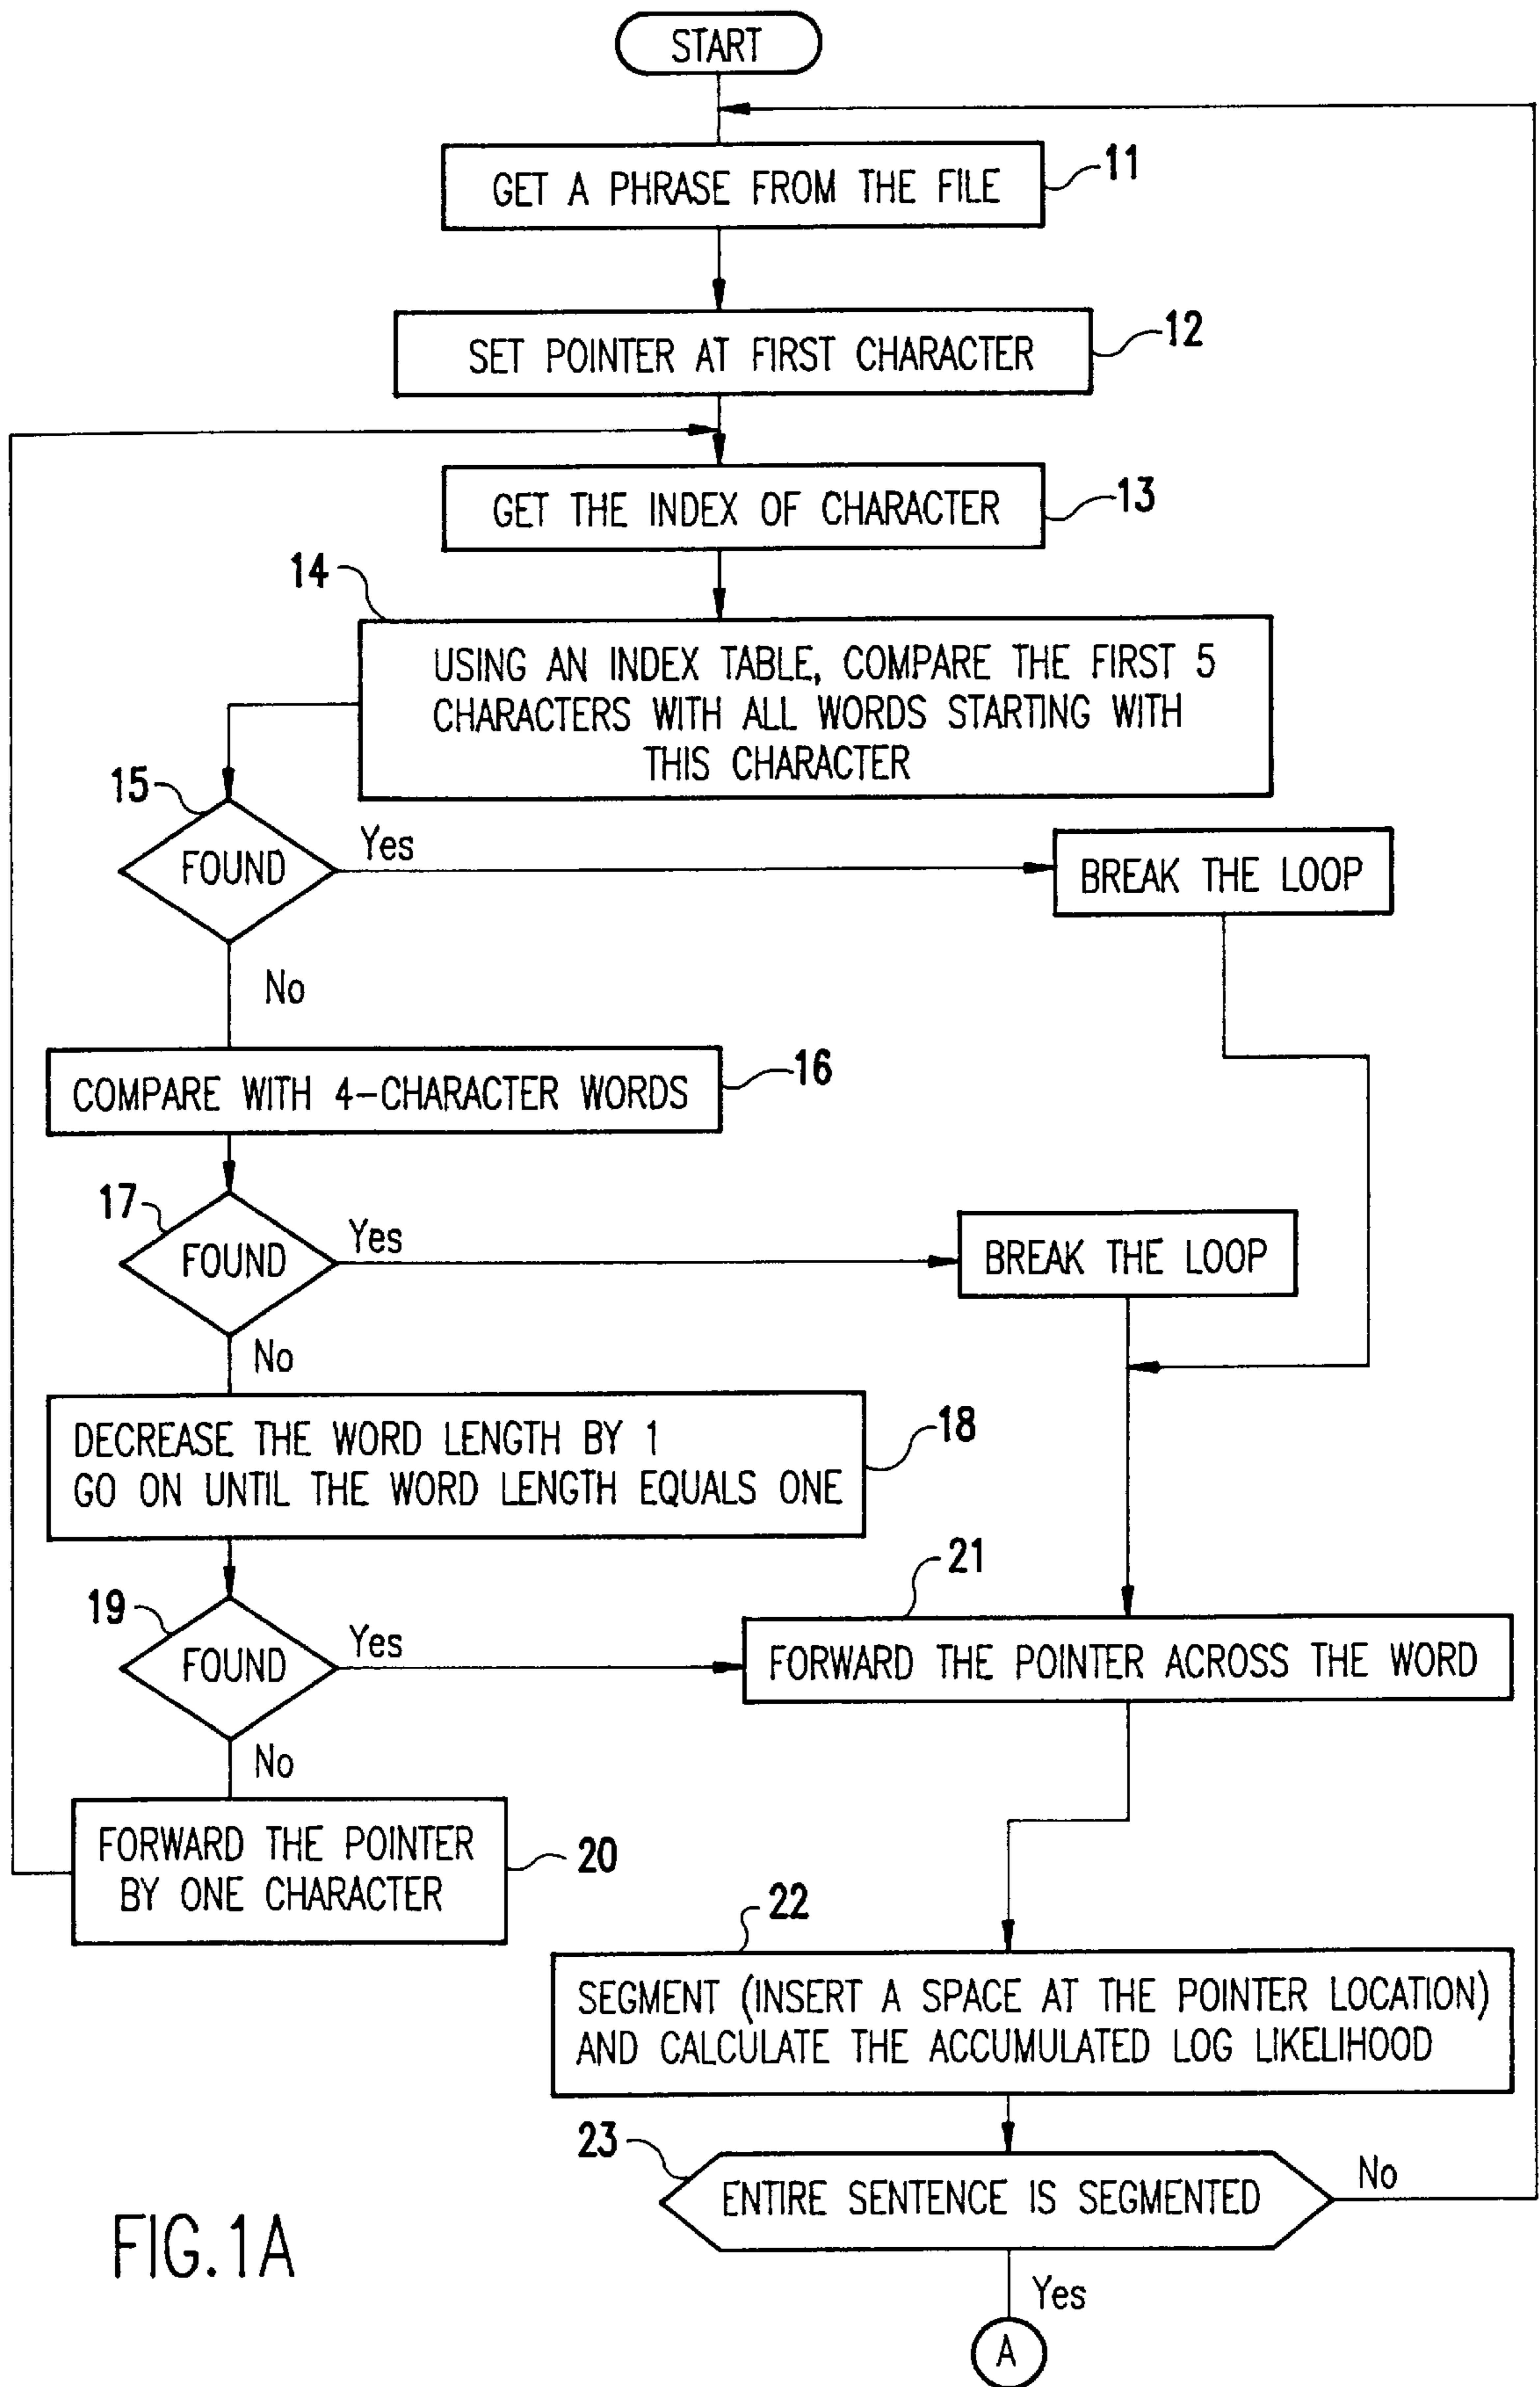 START
GET A PHRASE FROM THE FILE
11
SET POINTER AT FIRST CHARACTER
12
GET THE INDEX OF CHARACTER
13
14
USING AN INDEX TABLE, COMPARE THE FIRST 5
CHARACTERS WITH ALL WORDS STARTING WITH
THIS CHARACTER
15
FOUND
Yes
BREAK THE LOOP
No
COMPARE WITH 4-CHARACTER WORDS
16
17
FOUND
Yes
BREAK THE LOOP
No
DECREASE THE WORD LENGTH BY 1
GO ON UNTIL THE WORD LENGTH EQUALS ONE
18
19
FOUND
Yes
21
FORWARD THE POINTER ACROSS THE WORD
No
FORWARD THE POINTER
BY ONE CHARACTER
20
22
SEGMENT (INSERT A SPACE AT THE POINTER LOCATION)
AND CALCULATE THE ACCUMULATED LOG LIKELIHOOD
23
ENTIRE SENTENCE IS SEGMENTED
No
Yes
A
FIG.1A